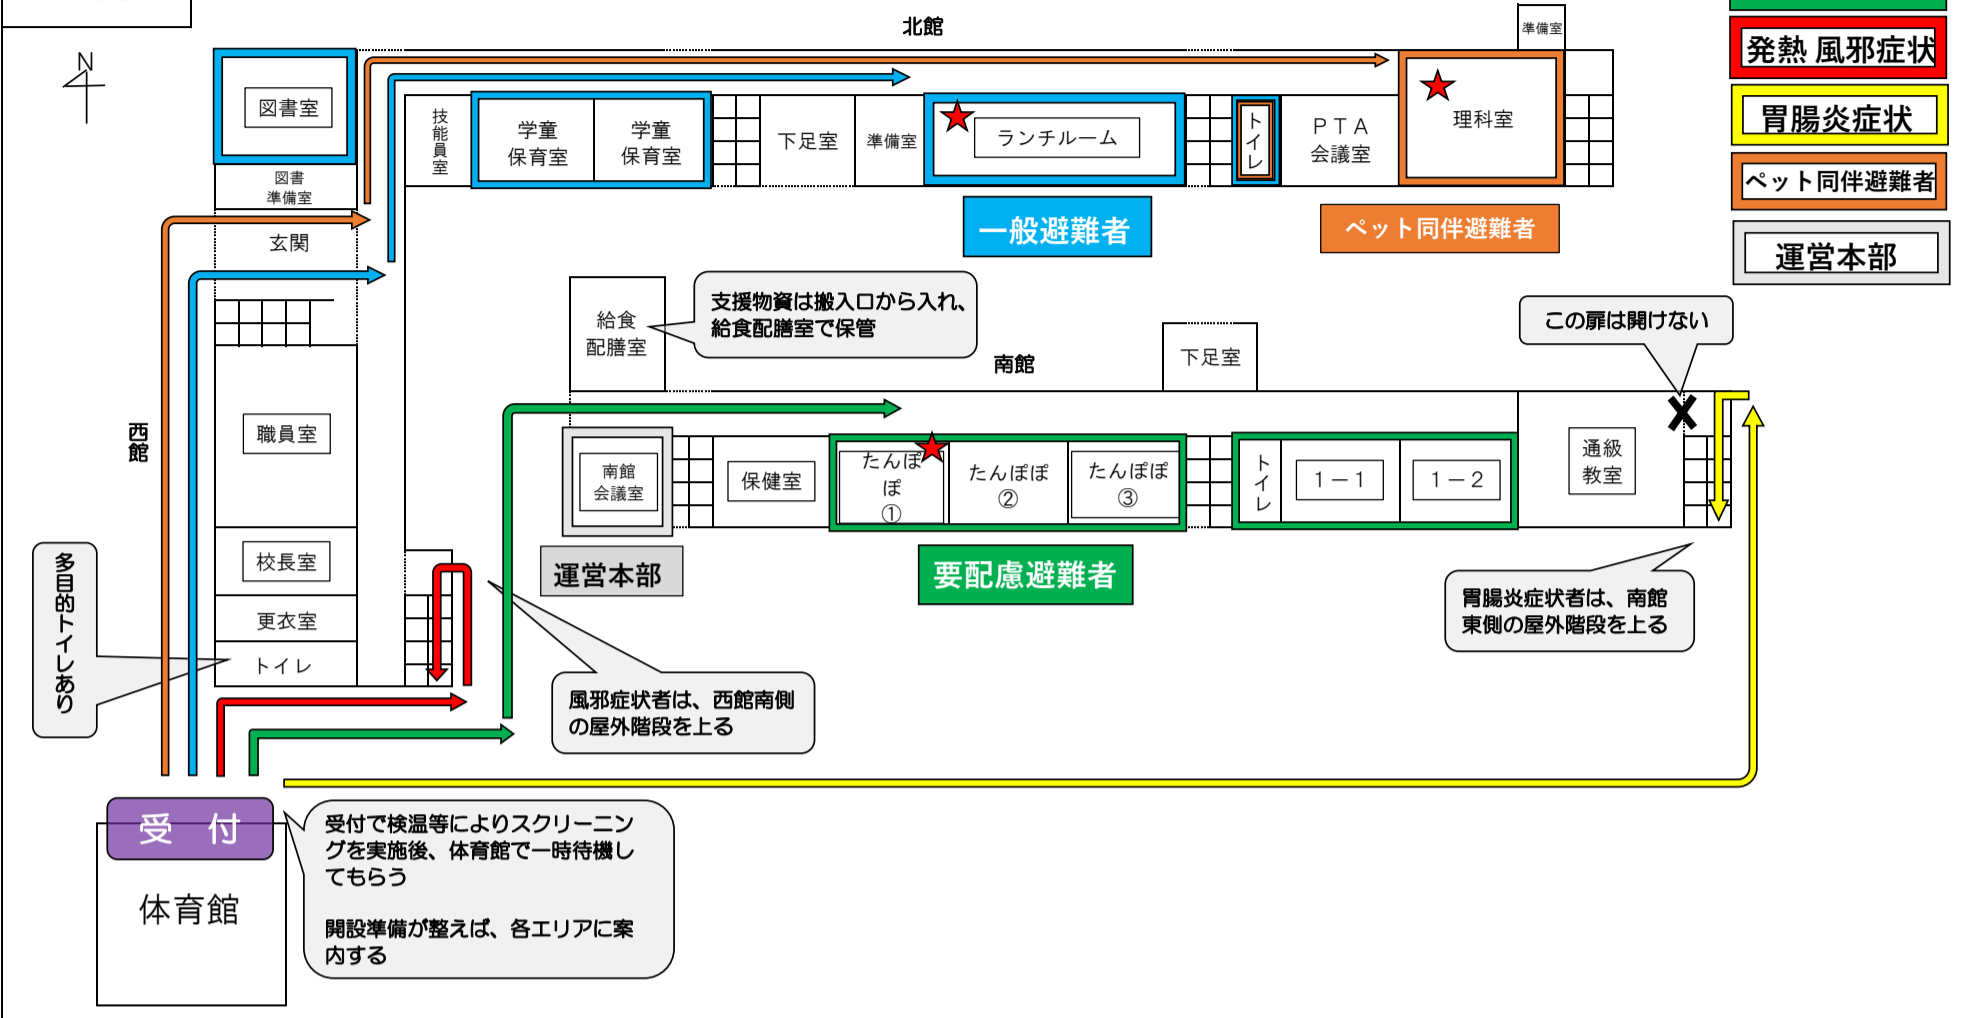 北館
準備室
発熱 風邪症状
胃腸炎症状
ペット同伴避難者
運営本部
N
図書室
図書
準備室
玄関
技能員室
学童
保育室
学童
保育室
下足室
準備室
ランチルーム
トイレ
ＰＴＡ
会議室
理科室
一般避難者
ペット同伴避難者
給食
配膳室
支援物資は搬入口から入れ、
給食配膳室で保管
南館
下足室
この扉は開けない
西館
職員室
校長室
更衣室
トイレ
多目的トイレあり
南館
会議室
保健室
たんぽ
ぽ
①
たんぽぽ
②
たんぽぽ
③
トイレ
１－１
１－２
通級
教室
運営本部
要配慮避難者
胃腸炎症状者は、南館
東側の屋外階段を上る
風邪症状者は、西館南側
の屋外階段を上る
受　付
体育館
受付で検温等によりスクリーニン
グを実施後、体育館で一時待機し
てもらう
開設準備が整えば、各エリアに案
内する